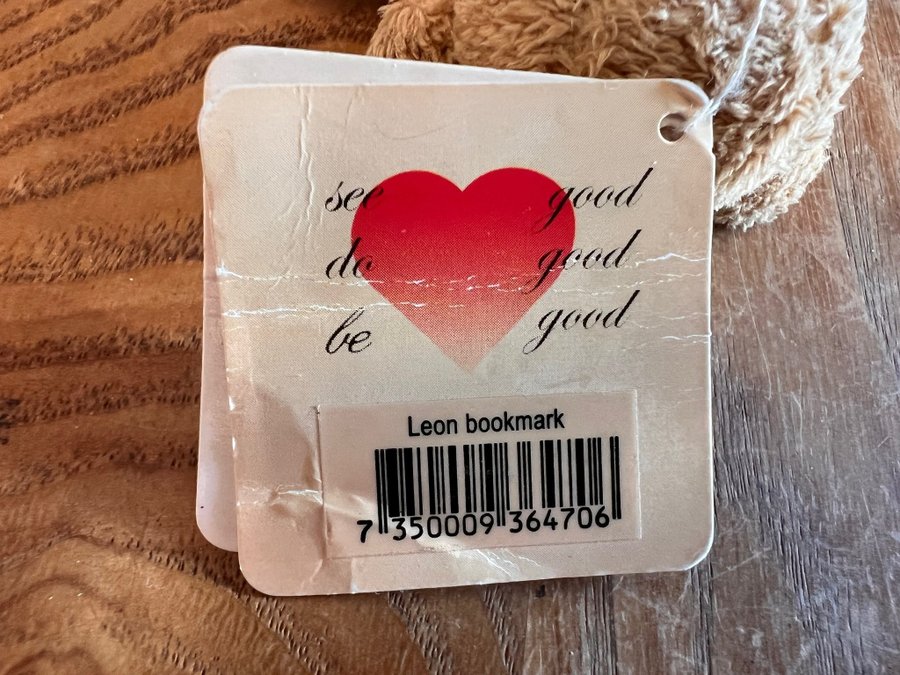 see good
do good
be good
Leon bookmark
7 350009 364706